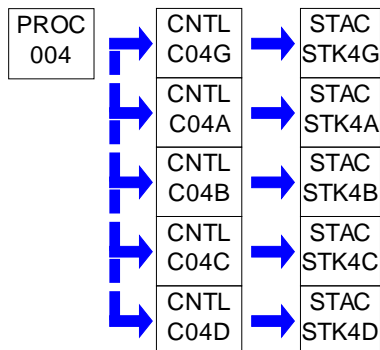 PROC
004
CNTL
C04G
STAC
STK4G
CNTL
C04A
STAC
STK4A
CNTL
C04B
STAC
STK4B
CNTL
C04C
STAC
STK4C
CNTL
C04D
STAC
STK4D